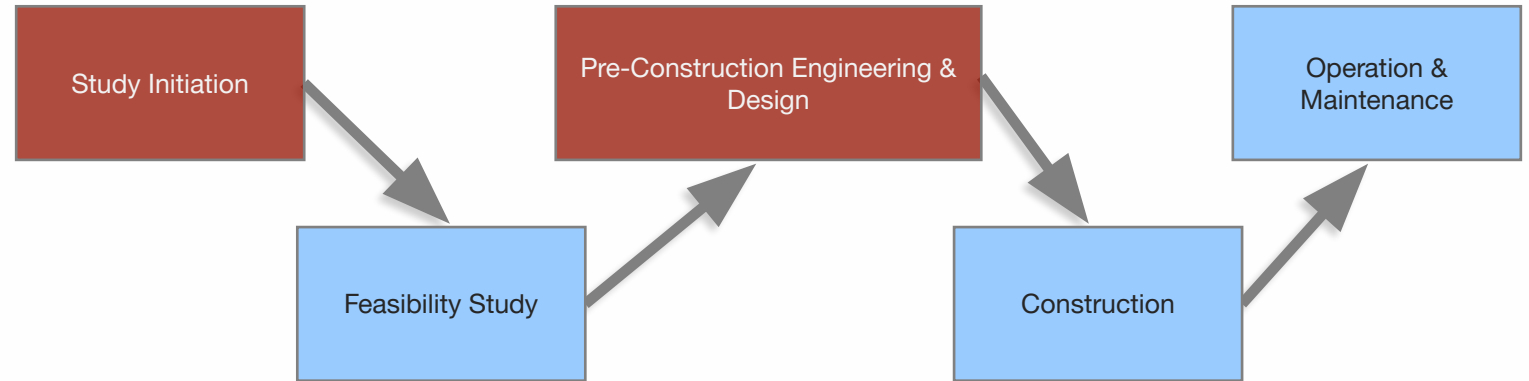 Study Initiation
Feasibility Study
Pre-Construction Engineering &
Design
Construction
Operation &
Maintenance